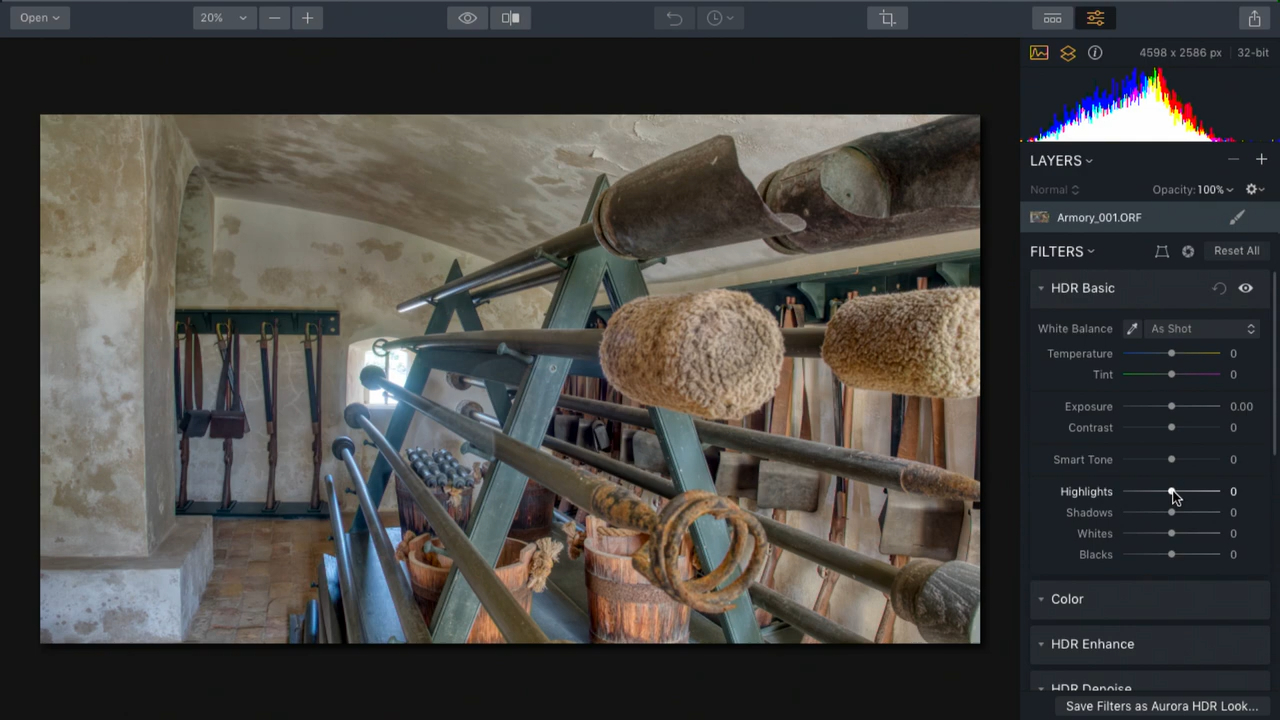 Open
20%
4598 x 2586 px 32-bit
LAYERS
Normal Opacity: 100%
Armory_001.ORF
FILTERS Reset All
HDR Basic
White Balance As Shot
Temperature 0
Tint 0
Exposure 0.00
Contrast 0
Smart Tone 0
Highlights 0
Shadows 0
Whites 0
Blacks 0
Color
HDR Enhance
HDR Denoise
Save Filters as Aurora HDR Look...